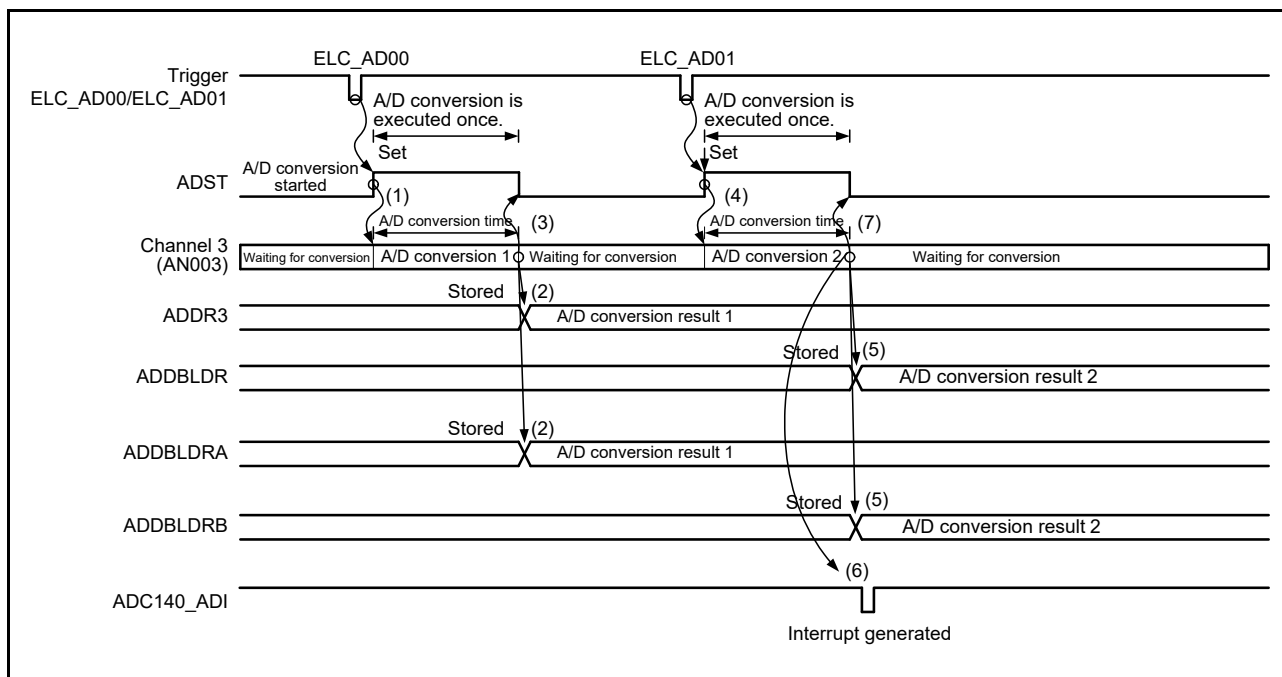 ELC_AD00
ELC_AD01
Trigger
ELC_AD00/ELC_AD01
A/D conversion is
executed once.
A/D conversion is
executed once.
Set
Set
A/D conversion
started
ADST
(1)
(4)
A/D conversion time
(3)
A/D conversion time
(7)
Channel 3
(AN003)
Waiting for conversion
A/D conversion 1
Waiting for conversion
A/D conversion 2
Waiting for conversion
Stored
(2)
ADDR3
A/D conversion result 1
Stored
(5)
ADDBLDR
A/D conversion result 2
Stored
(2)
ADDBLDRA
A/D conversion result 1
Stored
(5)
ADDBLDRB
A/D conversion result 2
(6)
ADC140_ADI
Interrupt generated